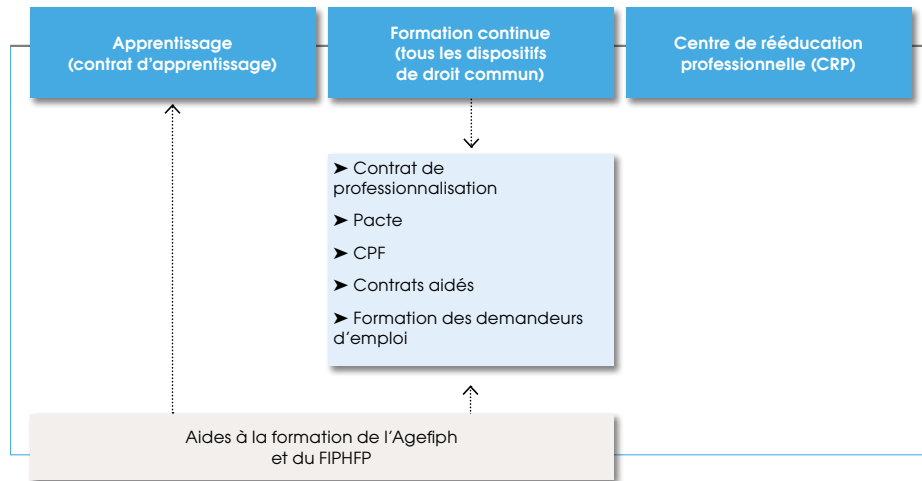 Apprentissage
(contrat d'apprentissage)
Formation continue
(tous les dispositifs
de droit commun)
Centre de rééducation
professionnelle (CRP)
➤ Contrat de
professionnalisation
➤ Pacte
➤ CPF
➤ Contrats aidés
➤ Formation des demandeurs
d'emploi
Aides à la formation de l'Agefiph
et du FIPHFP